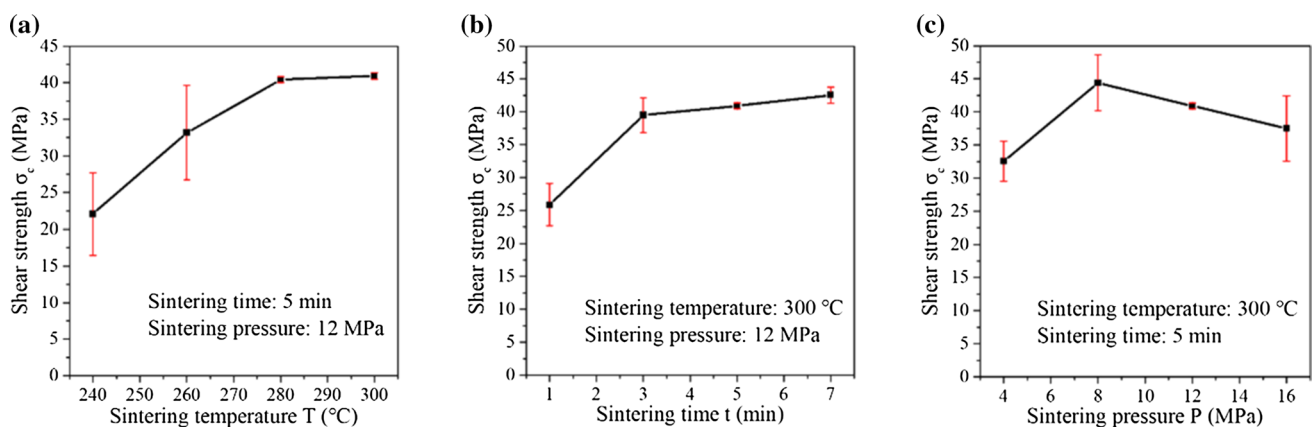 (a)
45
40
35
30
25
20
15
10
5
0
Shear strength σc (MPa)
Sintering time: 5 min
Sintering pressure: 12 MPa
240 250 260 270 280 290 300
Sintering temperature T (°C)
(b)
50
45
40
35
30
25
20
15
10
5
0
Shear strength σc (MPa)
Sintering temperature: 300 °C
Sintering pressure: 12 MPa
1 2 3 4 5 6 7
Sintering time t (min)
(c)
50
45
40
35
30
25
20
15
10
5
0
Shear strength σc (MPa)
Sintering temperature: 300 °C
Sintering time: 5 min
4 6 8 10 12 14 16
Sintering pressure P (MPa)